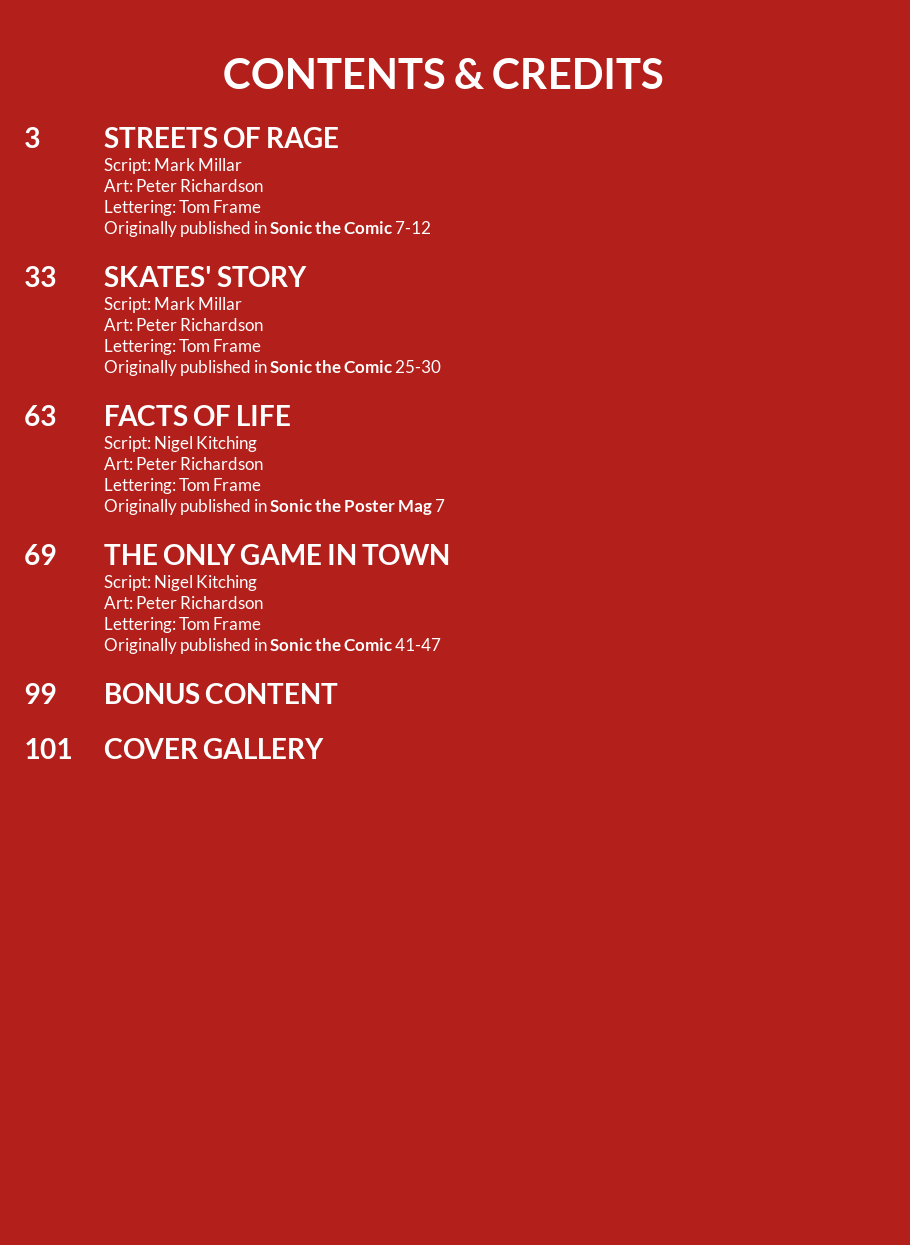 CONTENTS & CREDITS
3 STREETS OF RAGE
Script: Mark Millar
Art: Peter Richardson
Lettering: Tom Frame
Originally published in Sonic the Comic 7-12
33 SKATES' STORY
Script: Mark Millar
Art: Peter Richardson
Lettering: Tom Frame
Originally published in Sonic the Comic 25-30
63 FACTS OF LIFE
Script: Nigel Kitching
Art: Peter Richardson
Lettering: Tom Frame
Originally published in Sonic the Poster Mag 7
69 THE ONLY GAME IN TOWN
Script: Nigel Kitching
Art: Peter Richardson
Lettering: Tom Frame
Originally published in Sonic the Comic 41-47
99 BONUS CONTENT
101 COVER GALLERY